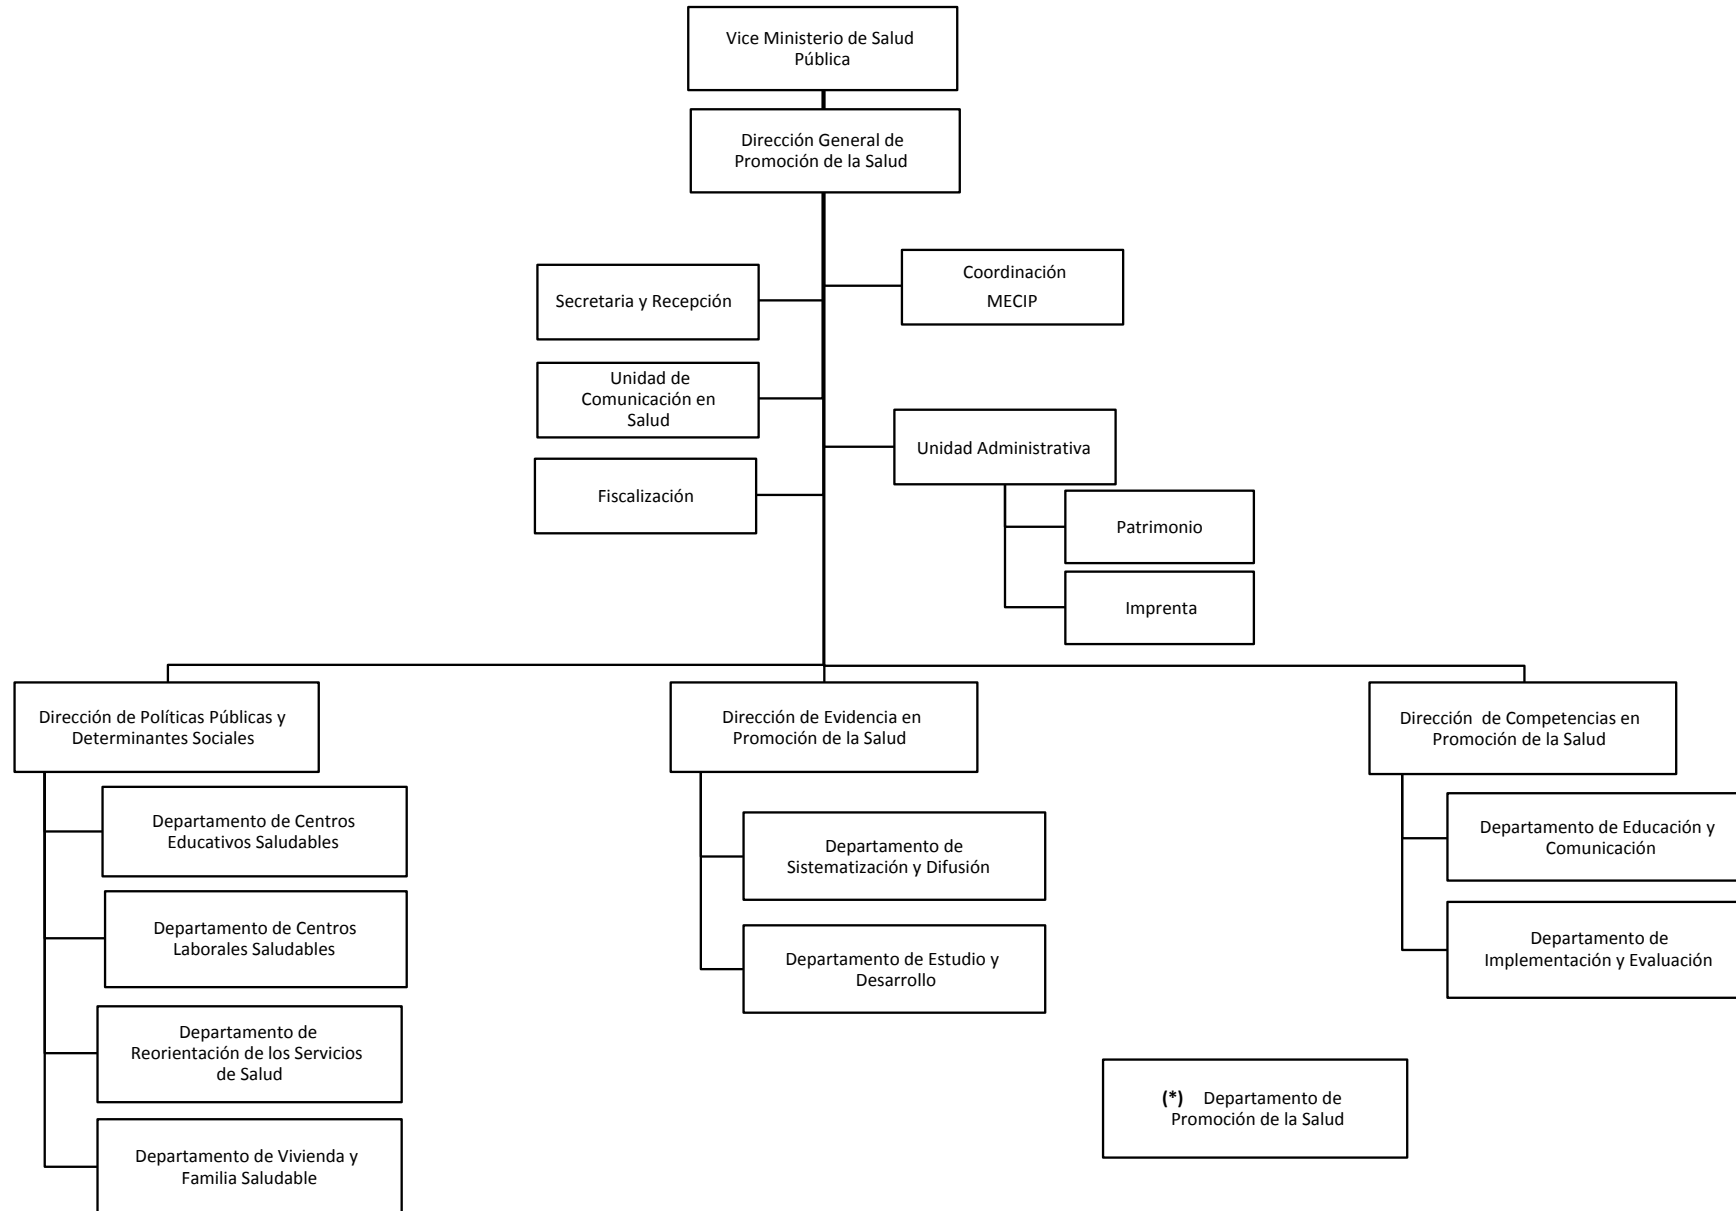 Vice Ministerio de Salud
Pública
Dirección General de
Promoción de la Salud
Secretaria y Recepción
Coordinación
MECIP
Unidad de
Comunicación en
Salud
Unidad Administrativa
Fiscalización
Patrimonio
Imprenta
Dirección de Políticas Públicas y
Determinantes Sociales
Departamento de Centros
Educativos Saludables
Departamento de Centros
Laborales Saludables
Departamento de
Reorientación de los Servicios
de Salud
Departamento de Vivienda y
Familia Saludable
Dirección de Evidencia en
Promoción de la Salud
Departamento de
Sistematización y Difusión
Departamento de Estudio y
Desarrollo
Dirección  de Competencias en
Promoción de la Salud
Departamento de Educación y
Comunicación
Departamento de
Implementación y Evaluación
(*) Departamento de
Promoción de la Salud